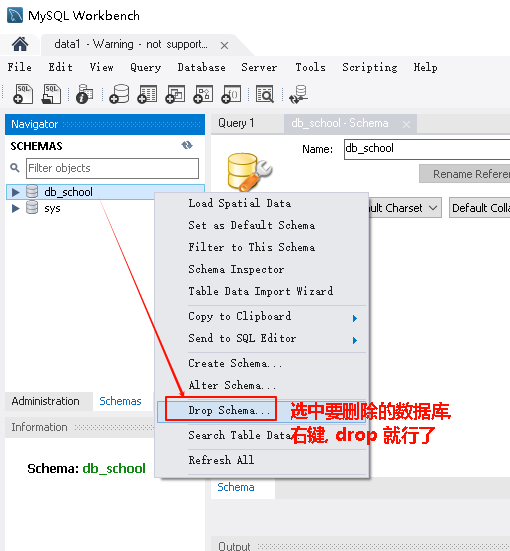 MySQL Workbench
data1 - Warning - not support...
File Edit View Query Database Server Tools Scripting Help
Navigator
SCHEMAS
Filter objects
db_school
sys
Query 1
db_school - Schema
Name: db_school
Rename Referen
ult Charset
Default Colla
Load Spatial Data
Set as Default Schema
Filter to This Schema
Schema Inspector
Table Data Import Wizard
Copy to Clipboard
Send to SQL Editor
Create Schema...
Alter Schema...
Drop Schema...
Search Table Data
Refresh All
选中要删除的数据库,
右键, drop 就行了
Administration Schemas
Information
Schema: db_school
Schema
Output